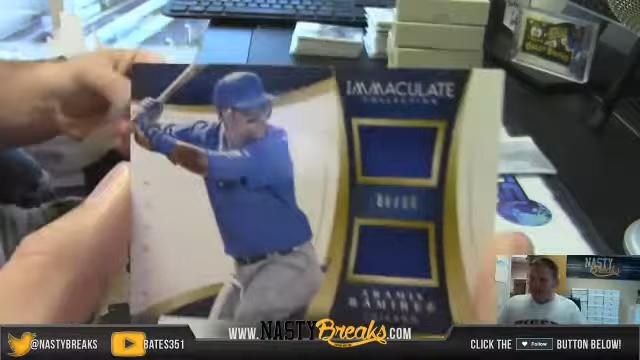 IMMACULATE
COLLECTION
ARAMIS
RAMIREZ
NASTY
Breaks
@NASTYBREAKS
BATES351
WWW.NASTYBreaks.COM
CLICK THE
Follow
BUTTON BELOW!